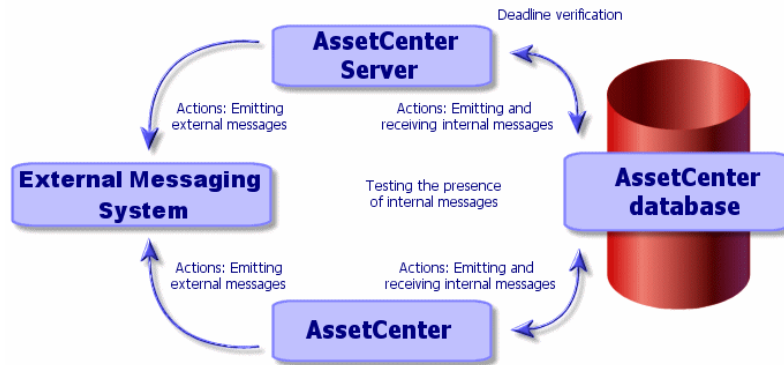 Deadline verification
AssetCenter
Server
Actions: Emitting
external messages
Actions: Emitting and
receiving internal messages
External Messaging
System
Testing the presence
of internal messages
AssetCenter
database
Actions: Emitting
external messages
Actions: Emitting and
receiving internal messages
AssetCenter